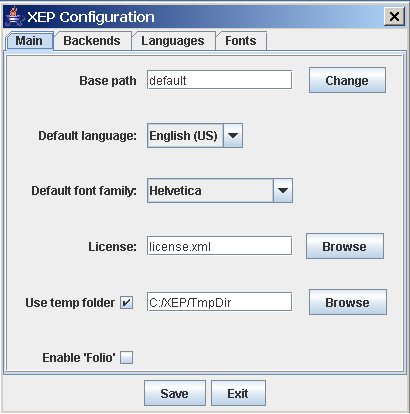 XEP Configuration
Main Backends Languages Fonts
Base path default Change
Default language: English (US)
Default font family: Helvetica
License: license.xml Browse
Use temp folder C:/XEP/TmpDir Browse
Enable 'Folio'
Save Exit